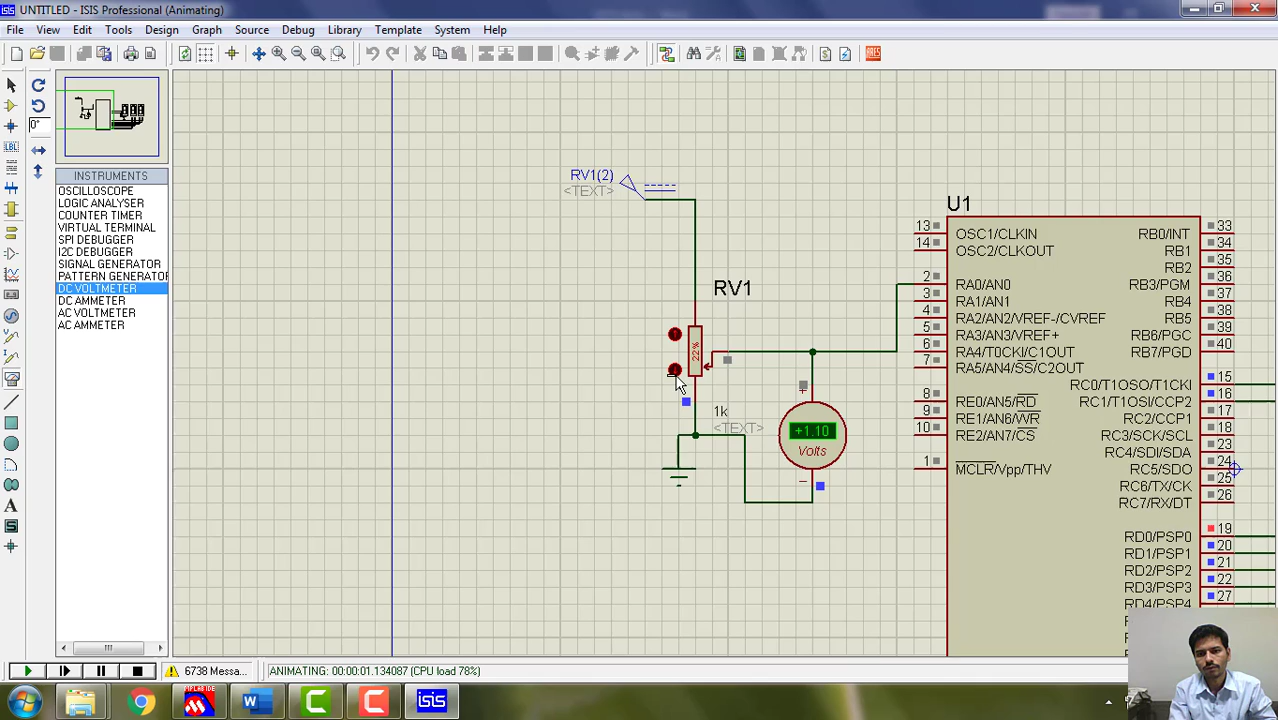 UNTITLED - ISIS Professional (Animating)
File View Edit Tools Design Graph Source Debug Library Template System Help
ARES
0°
LBL
INSTRUMENTS
OSCILLOSCOPE
LOGIC ANALYSER
COUNTER TIMER
VIRTUAL TERMINAL
SPI DEBUGGER
I2C DEBUGGER
SIGNAL GENERATOR
PATTERN GENERATOR
DC VOLTMETER
DC AMMETER
AC VOLTMETER
AC AMMETER
RV1(2)
<TEXT>
RV1
22%
1k
<TEXT>
+1.10
Volts
U1
13 OSC1/CLKIN
14 OSC2/CLKOUT
2 RA0/AN0
3 RA1/AN1
4 RA2/AN2/VREF-/CVREF
5 RA3/AN3/VREF+
6 RA4/T0CKI/C1OUT
7 RA5/AN4/SS/C2OUT
8 RE0/AN5/RD
9 RE1/AN6/WR
10 RE2/AN7/CS
1 MCLR/Vpp/THV
RB0/INT 33
RB1 34
RB2 35
RB3/PGM 36
RB4 37
RB5 38
RB6/PGC 39
RB7/PGD 40
RC0/T1OSO/T1CKI 15
RC1/T1OSI/CCP2 16
RC2/CCP1 17
RC3/SCK/SCL 18
RC4/SDI/SDA 23
RC5/SDO 24
RC6/TX/CK 25
RC7/RX/DT 26
RD0/PSP0 19
RD1/PSP1 20
RD2/PSP2 21
RD3/PSP3 22
RD4/PSP4 27
6738 Messa...
ANIMATING: 00:00:01.134087 (CPU load 78%)
isis